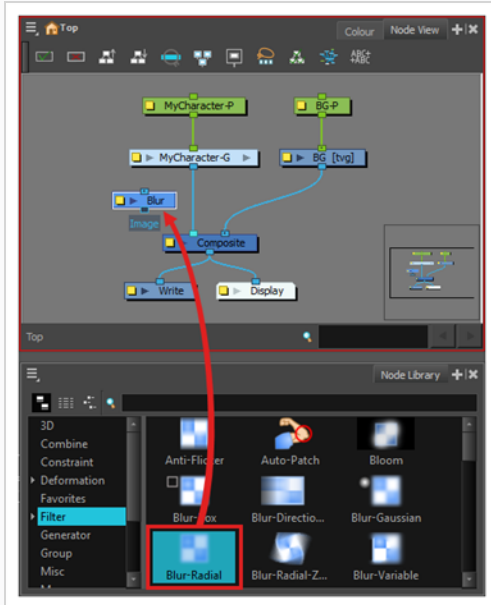 Top
Colour
Node View
ABC+
+ABC
MyCharacter-P
BG-P
MyCharacter-G
BG [tvg]
Blur
Image
Composite
Write
Display
Top
Node Library
3D
Combine
Constraint
Deformation
Favorites
Filter
Generator
Group
Misc
Anti-Flicker
Auto-Patch
Bloom
Blur-Box
Blur-Directio...
Blur-Gaussian
Blur-Radial
Blur-Radial-Z...
Blur-Variable